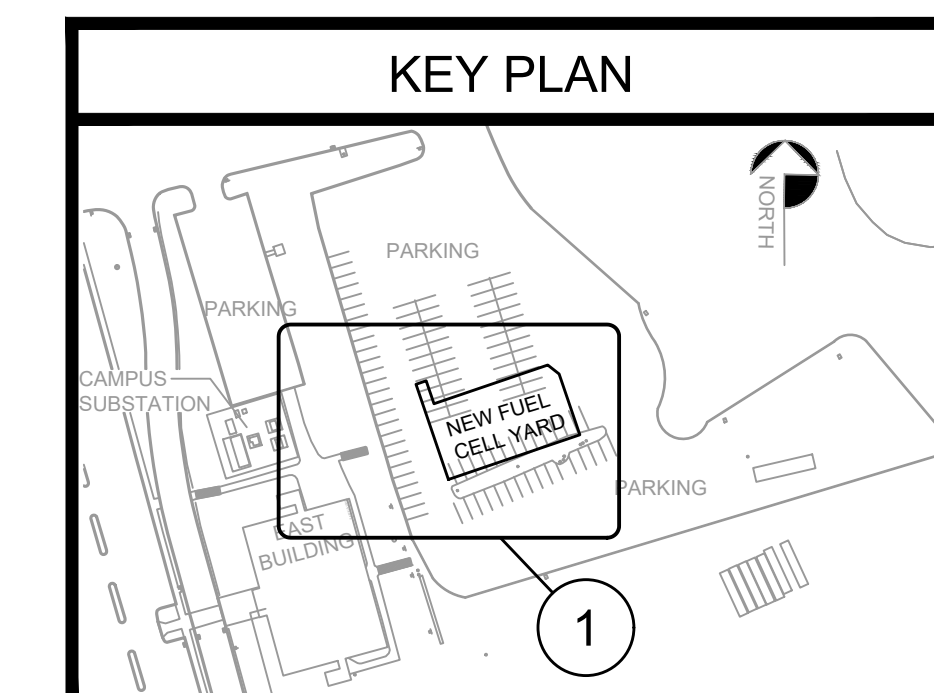 KEY PLAN
NORTH
PARKING
PARKING
CAMPUS
SUBSTATION
NEW FUEL
CELL YARD
PARKING
EAST
BUILDING
1